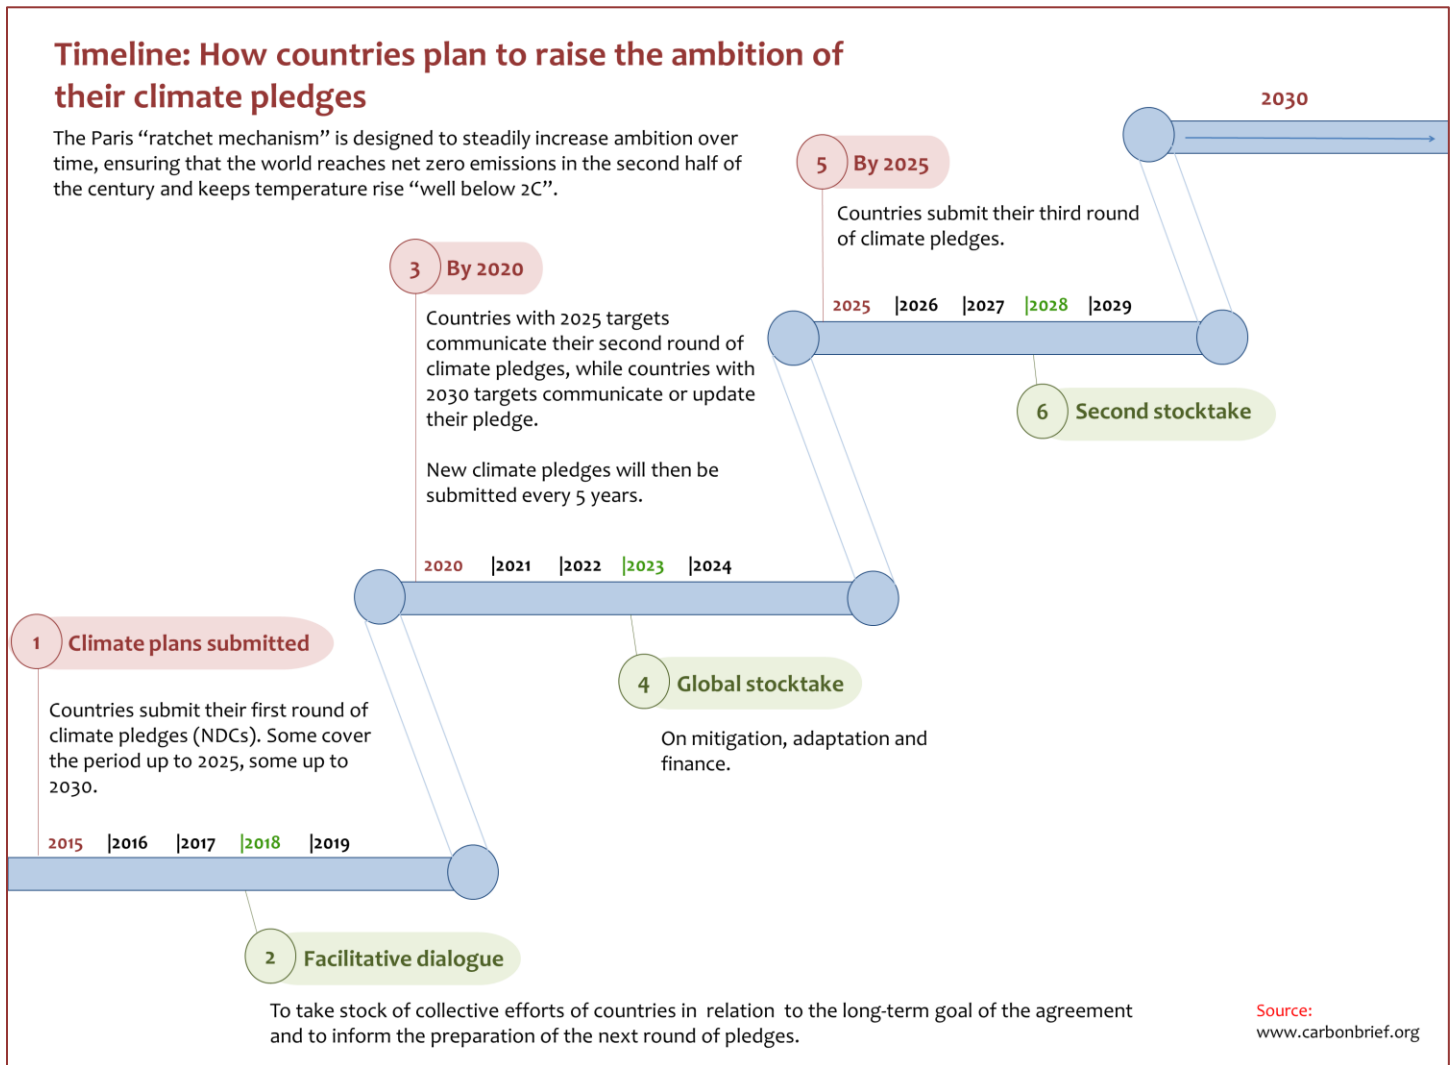 Timeline: How countries plan to raise the ambition of
their climate pledges
The Paris “ratchet mechanism” is designed to steadily increase ambition over
time, ensuring that the world reaches net zero emissions in the second half of
the century and keeps temperature rise “well below 2C”.
2030
5 By 2025
Countries submit their third round
of climate pledges.
2025 |2026 |2027 |2028 |2029
6 Second stocktake
3 By 2020
Countries with 2025 targets
communicate their second round of
climate pledges, while countries with
2030 targets communicate or update
their pledge.
New climate pledges will then be
submitted every 5 years.
2020 |2021 |2022 |2023 |2024
4 Global stocktake
On mitigation, adaptation and
finance.
1 Climate plans submitted
Countries submit their first round of
climate pledges (NDCs). Some cover
the period up to 2025, some up to
2030.
2015 |2016 |2017 |2018 |2019
2 Facilitative dialogue
To take stock of collective efforts of countries in relation to the long-term goal of the agreement
and to inform the preparation of the next round of pledges.
Source:
www.carbonbrief.org